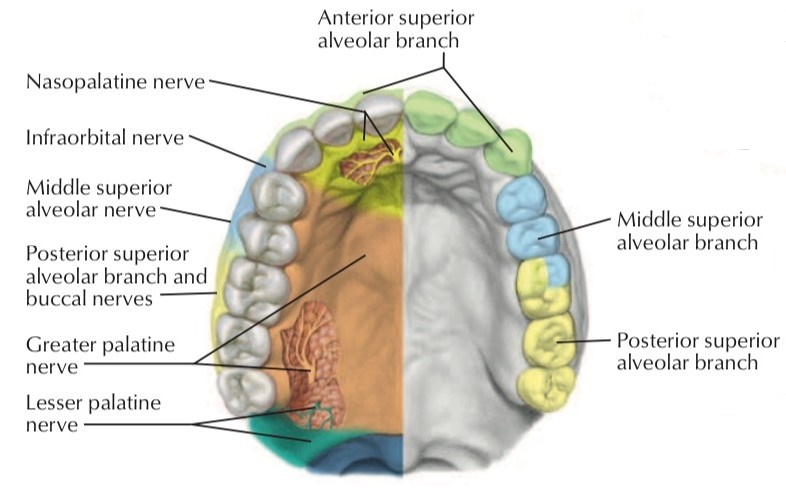 Anterior superior
alveolar branch
Nasopalatine nerve
Infraorbital nerve
Middle superior
alveolar nerve
Posterior superior
alveolar branch and
buccal nerves
Greater palatine
nerve
Lesser palatine
nerve
Middle superior
alveolar branch
Posterior superior
alveolar branch